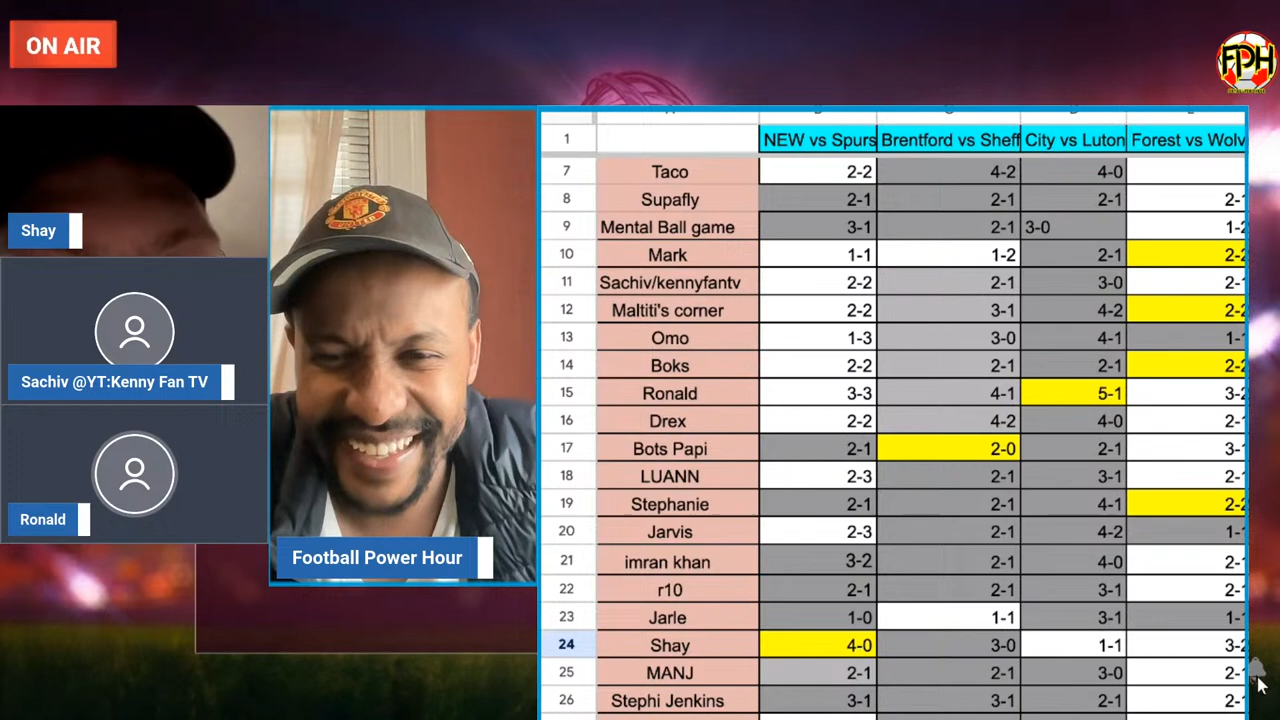 ON AIR
FPH
Shay
Sachiv @YT:Kenny Fan TV
Ronald
Football Power Hour
1 NEW vs Spurs Brentford vs Sheff City vs Luton Forest vs Wolv
7 Taco 2-2 4-2 4-0
8 Supafly 2-1 2-1 2-1 2-1
9 Mental Ball game 3-1 2-1 3-0 1-2
10 Mark 1-1 1-2 2-1 2-2
11 Sachiv/kennyfantv 2-2 2-1 3-0 2-1
12 Maltiti's corner 2-2 3-1 4-2 2-2
13 Omo 1-3 3-0 4-1 1-
14 Boks 2-2 2-1 2-1 2-2
15 Ronald 3-3 4-1 5-1 3-2
16 Drex 2-2 4-2 4-0 2-1
17 Bots Papi 2-1 2-0 2-1 3-1
18 LUANN 2-3 2-1 3-1 2-1
19 Stephanie 2-1 2-1 4-1 2-2
20 Jarvis 2-3 2-1 4-2 1-
21 imran khan 3-2 2-1 4-0 2-1
22 r10 2-1 2-1 3-1 2-1
23 Jarle 1-0 1-1 3-1 1-
24 Shay 4-0 3-0 1-1 3-2
25 MANJ 2-1 2-1 3-0 2-1
26 Stephi Jenkins 3-1 3-1 2-1 2-1